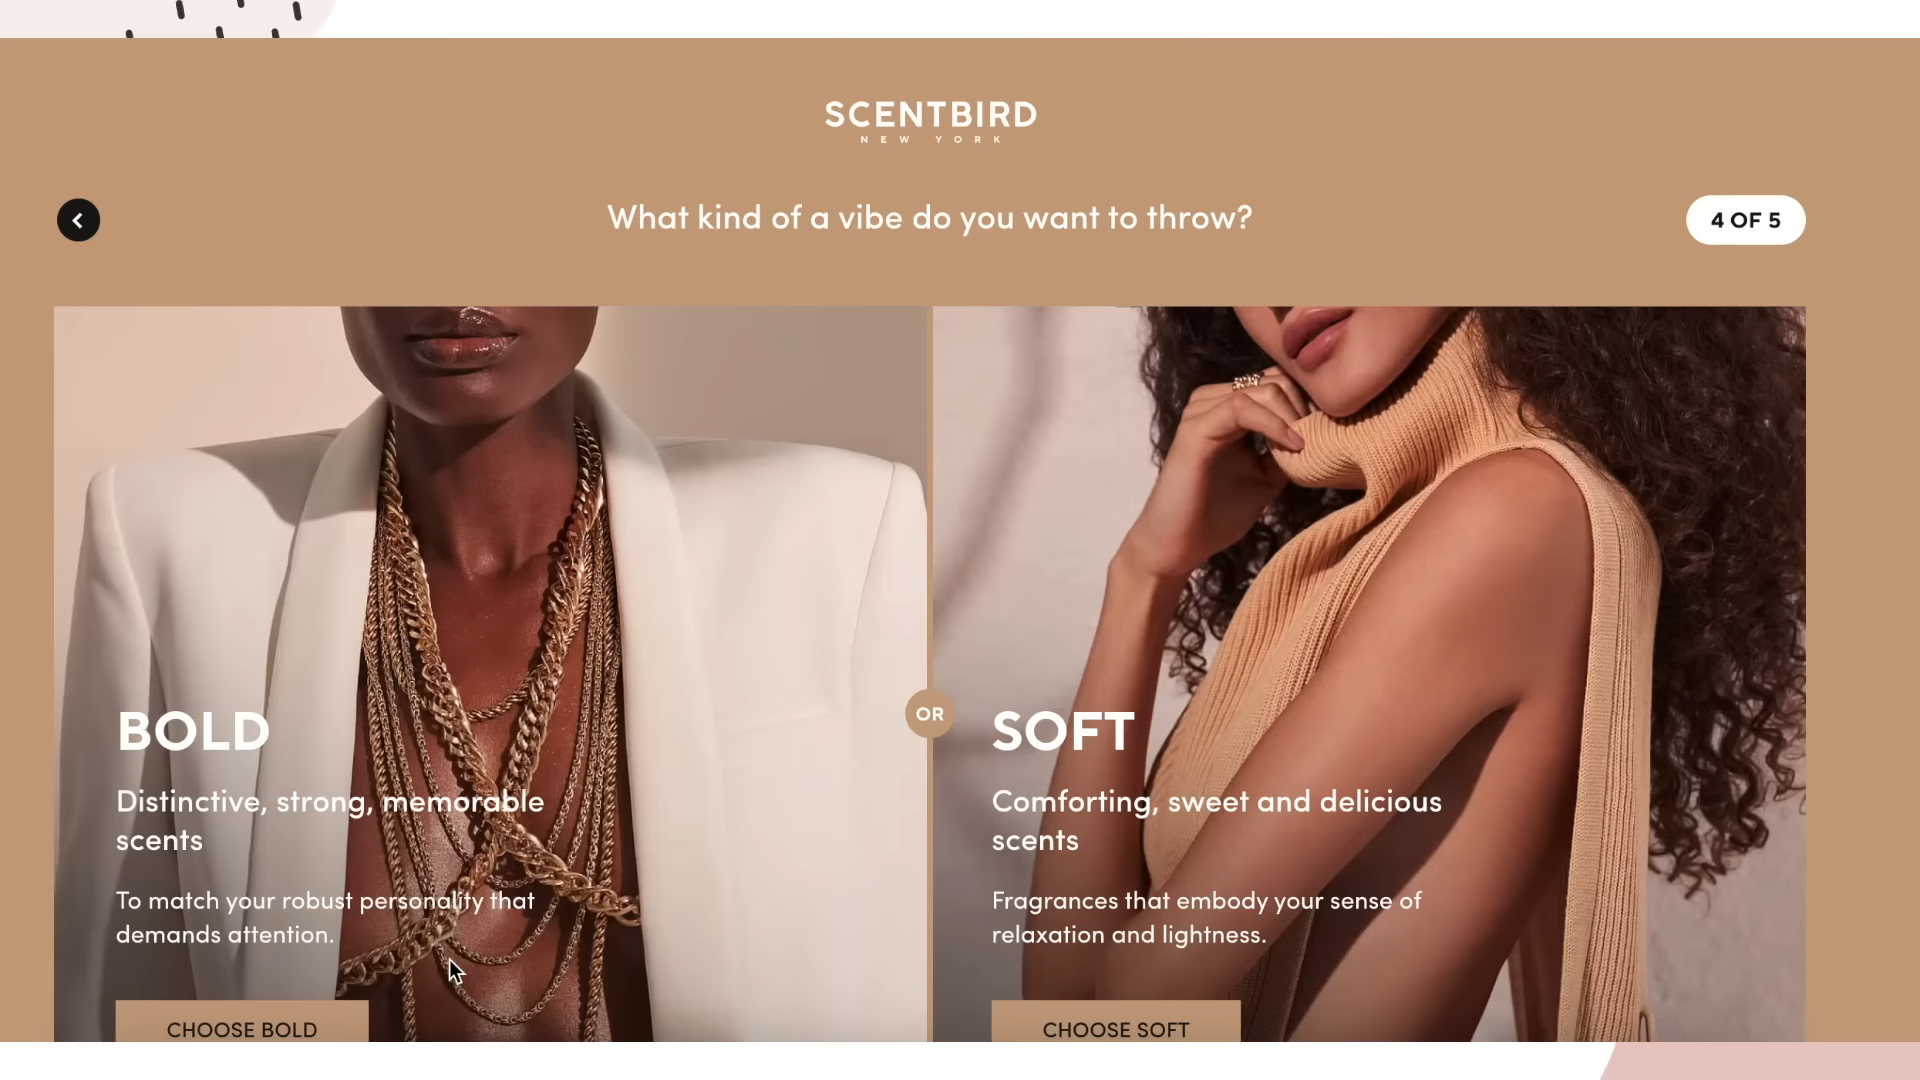 SCENTBIRD
NEW YORK
What kind of a vibe do you want to throw?
4 OF 5
BOLD
Distinctive, strong, memorable
scents
To match your robust personality that
demands attention.
CHOOSE BOLD
OR
SOFT
Comforting, sweet and delicious
scents
Fragrances that embody your sense of
relaxation and lightness.
CHOOSE SOFT